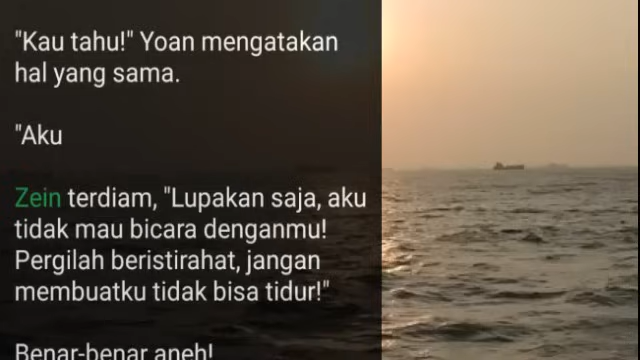 "Kau tahu!" Yoan mengatakan
hal yang sama.
"Aku
Zein terdiam, "Lupakan saja, aku
tidak mau bicara denganmu!
Pergilah beristirahat, jangan
membuatku tidak bisa tidur!"
Benar-benar aneh!